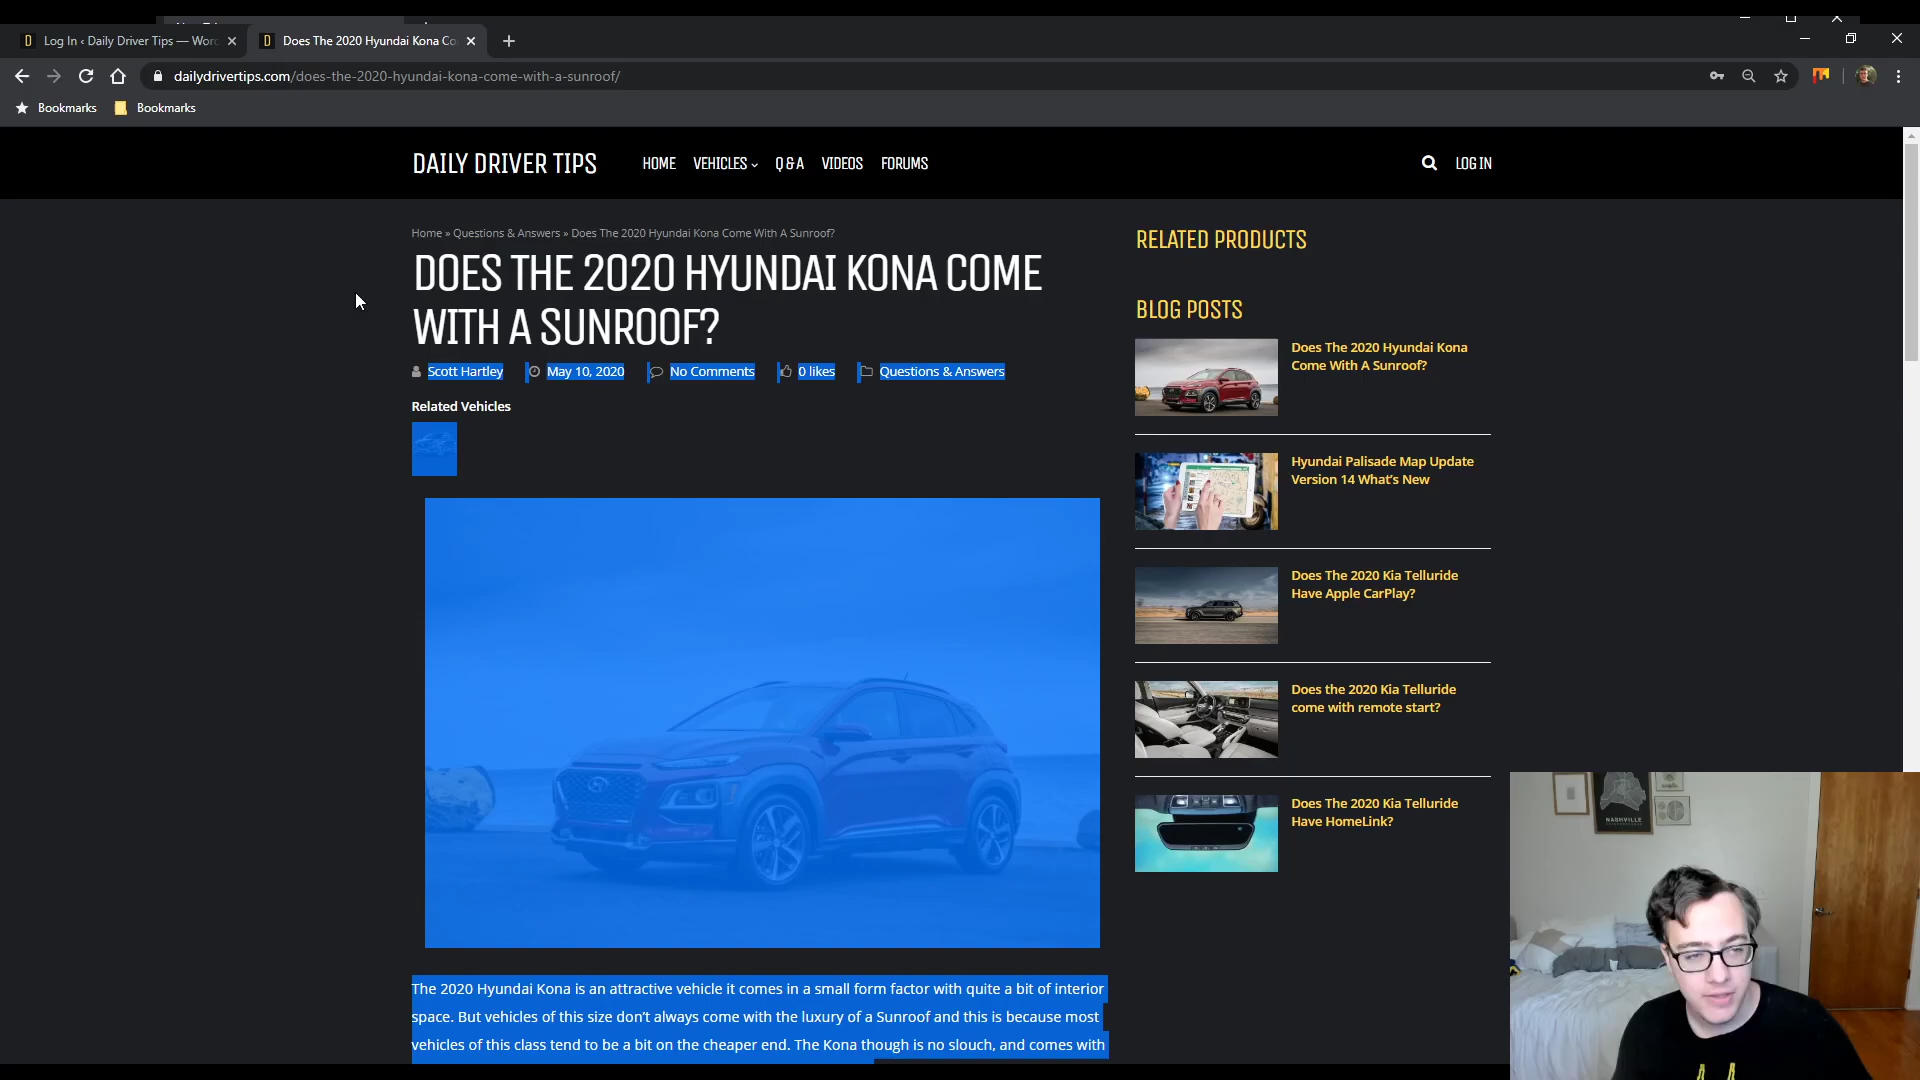 Log In ‹ Daily Driver Tips — Wor
Does The 2020 Hyundai Kona Co
dailydrivertips.com/does-the-2020-hyundai-kona-come-with-a-sunroof/
Bookmarks
Bookmarks
DAILY DRIVER TIPS
HOME
VEHICLES
Q & A
VIDEOS
FORUMS
LOG IN
Home » Questions & Answers » Does The 2020 Hyundai Kona Come With A Sunroof?
DOES THE 2020 HYUNDAI KONA COME
WITH A SUNROOF?
Scott Hartley
May 10, 2020
No Comments
0 likes
Questions & Answers
Related Vehicles
The 2020 Hyundai Kona is an attractive vehicle it comes in a small form factor with quite a bit of interior
space. But vehicles of this size don’t always come with the luxury of a Sunroof and this is because most
vehicles of this class tend to be a bit on the cheaper end. The Kona though is no slouch, and comes with
RELATED PRODUCTS
BLOG POSTS
Does The 2020 Hyundai Kona
Come With A Sunroof?
Hyundai Palisade Map Update
Version 14 What’s New
Does The 2020 Kia Telluride
Have Apple CarPlay?
Does the 2020 Kia Telluride
come with remote start?
Does The 2020 Kia Telluride
Have HomeLink?
NASHVILLE